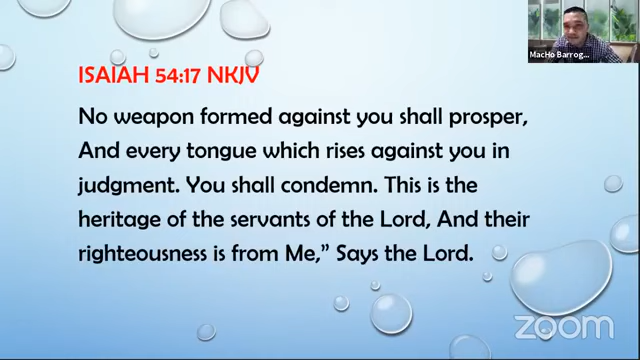 ISAIAH 54:17 NKJV
No weapon formed against you shall prosper,
And every tongue which rises against you in
judgment. You shall condemn. This is the
heritage of the servants of the Lord, And their
righteousness is from Me,” Says the Lord.
MacHo Barrog...
zoom